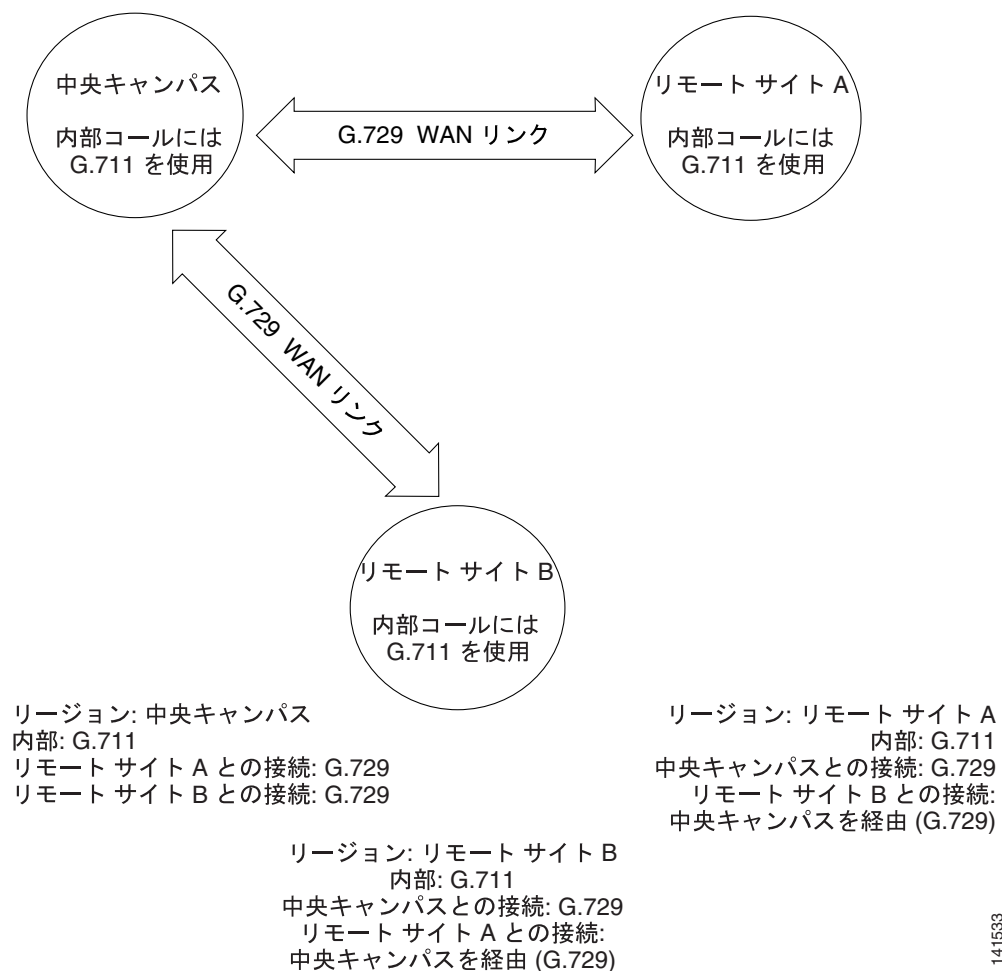 中央キャンパス
内部コールには
G.711 を使用
G.729 WAN リンク
リモート サイト A
内部コールには
G.711 を使用
G.729 WAN リンク
リモート サイト B
内部コールには
G.711 を使用
リージョン: 中央キャンパス
内部: G.711
リモート サイト A との接続: G.729
リモート サイト B との接続: G.729
リージョン: リモート サイト A
内部: G.711
中央キャンパスとの接続: G.729
リモート サイト B との接続:
中央キャンパスを経由 (G.729)
リージョン: リモート サイト B
内部: G.711
中央キャンパスとの接続: G.729
リモート サイト A との接続:
中央キャンパスを経由 (G.729)
141533